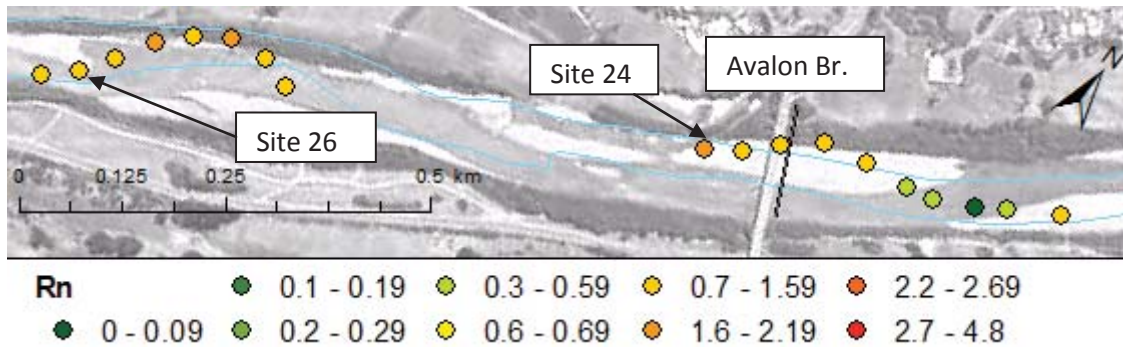 Avalon Br.
Site 24
N
Site 26
0 0.125 0.25 0.5 km
Rn 0.1 - 0.19 0.3 - 0.59 0.7 - 1.59 2.2 - 2.69
0 - 0.09 0.2 - 0.29 0.6 - 0.69 1.6 - 2.19 2.7 - 4.8